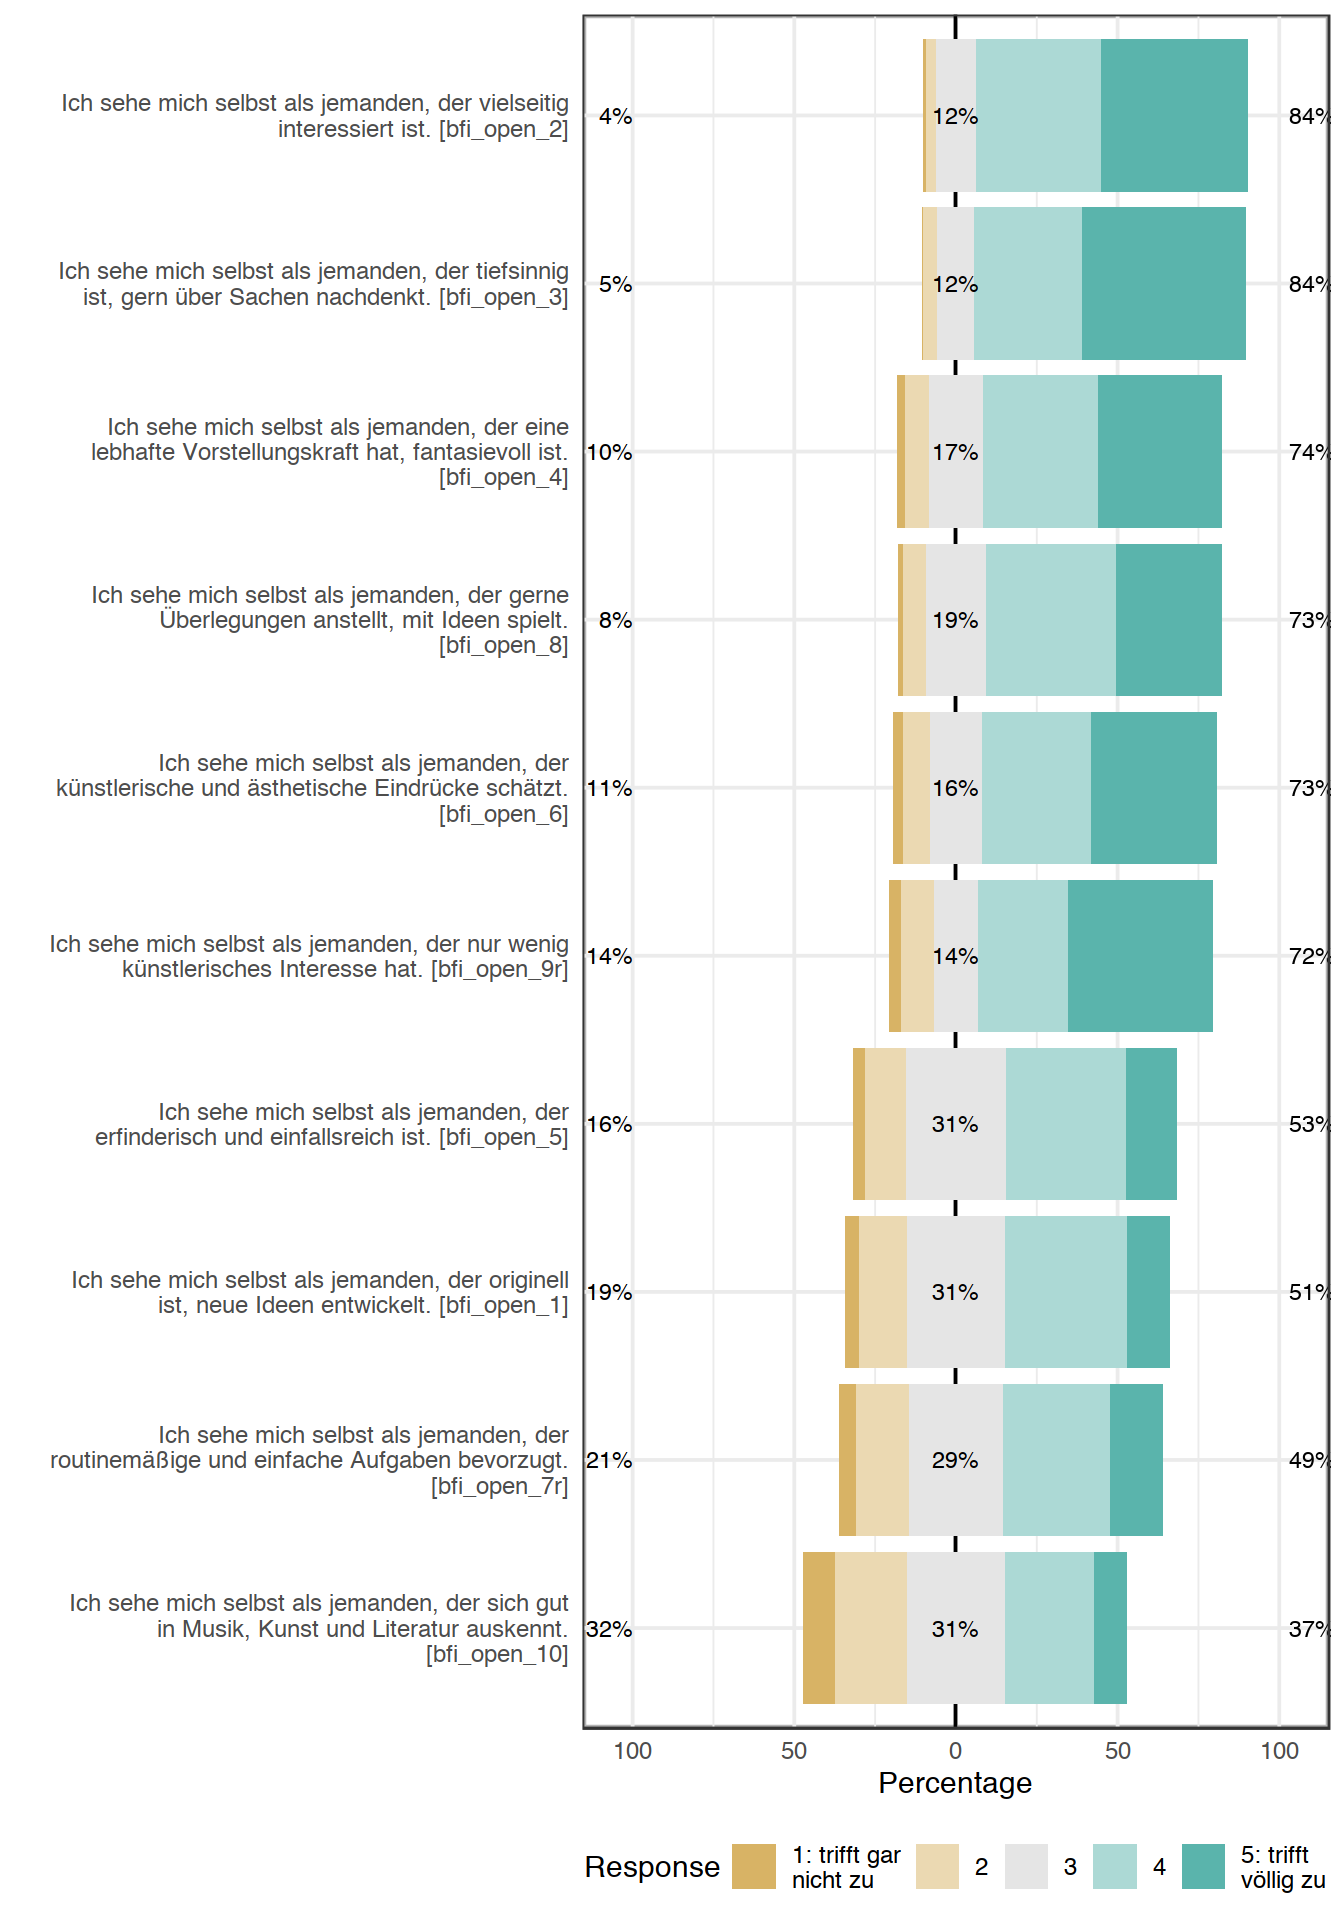 Ich sehe mich selbst als jemanden, der vielseitig
interessiert ist. [bfi_open_2]
4%
12%
84%
Ich sehe mich selbst als jemanden, der tiefsinnig
ist, gern über Sachen nachdenkt. [bfi_open_3]
5%
12%
84%
Ich sehe mich selbst als jemanden, der eine
lebhafte Vorstellungskraft hat, fantasievoll ist.
[bfi_open_4]
10%
17%
74%
Ich sehe mich selbst als jemanden, der gerne
Überlegungen anstellt, mit Ideen spielt.
[bfi_open_8]
8%
19%
73%
Ich sehe mich selbst als jemanden, der
künstlerische und ästhetische Eindrücke schätzt.
[bfi_open_6]
11%
16%
73%
Ich sehe mich selbst als jemanden, der nur wenig
künstlerisches Interesse hat. [bfi_open_9r]
14%
14%
72%
Ich sehe mich selbst als jemanden, der
erfinderisch und einfallsreich ist. [bfi_open_5]
16%
31%
53%
Ich sehe mich selbst als jemanden, der originell
ist, neue Ideen entwickelt. [bfi_open_1]
19%
31%
51%
Ich sehe mich selbst als jemanden, der
routinemäßige und einfache Aufgaben bevorzugt.
[bfi_open_7r]
21%
29%
49%
Ich sehe mich selbst als jemanden, der sich gut
in Musik, Kunst und Literatur auskennt.
[bfi_open_10]
32%
31%
37%
100 50 0 50 100
Percentage
Response
1: trifft gar
nicht zu
2
3
4
5: trifft
völlig zu